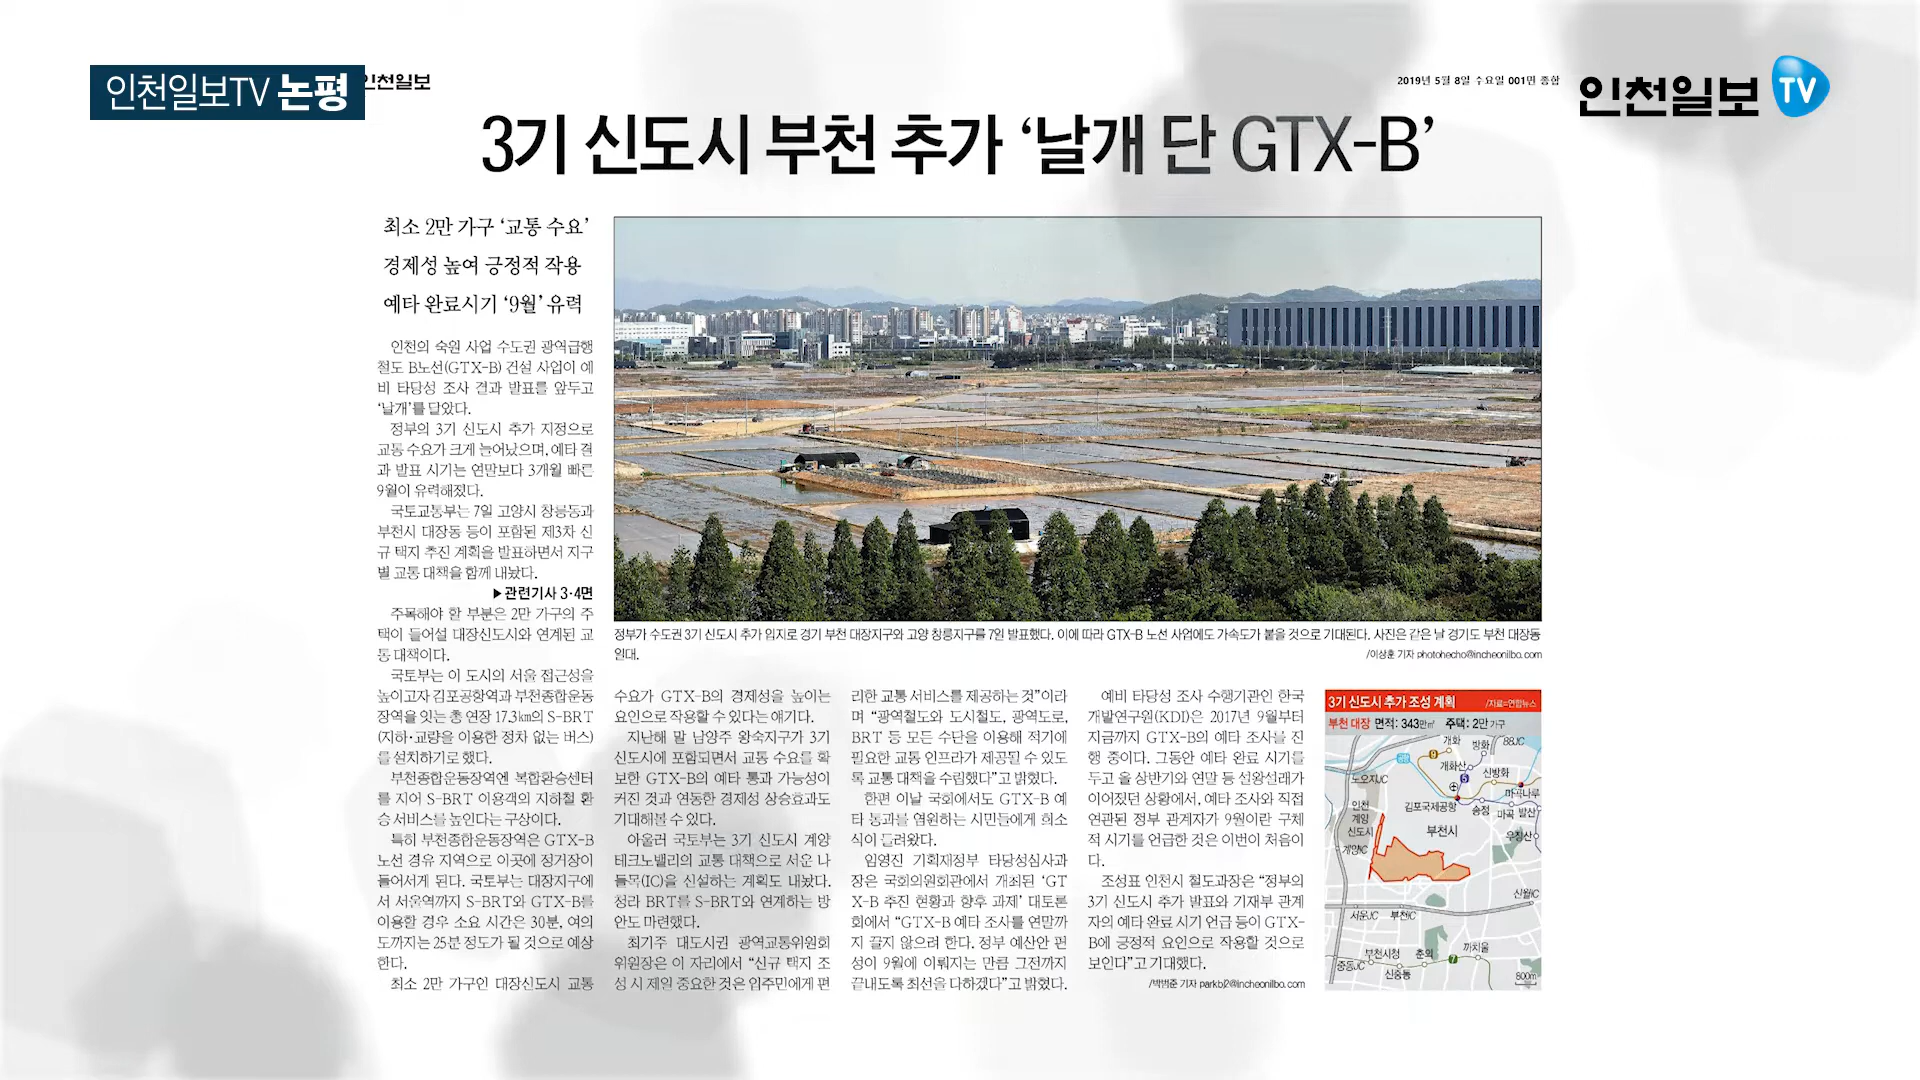 인천일보TV 논평
인천일보
2019년 5월 8일 수요일 001면 종합
인천일보 TV
3기 신도시 부천 추가 ‘날개 단 GTX-B’
최소 2만 가구 ‘교통 수요’
경제성 높여 긍정적 작용
예타 완료시기 ‘9월’ 유력
인천의 숙원 사업 수도권 광역급행
철도 B노선(GTX-B) 건설 사업이 예
비 타당성 조사 결과 발표를 앞두고
‘날개’를 달았다.
정부의 3기 신도시 추가 지정으로
교통 수요가 크게 늘어났으며, 예타 결
과 발표 시기는 연말보다 3개월 빠른
9월이 유력해졌다.
국토교통부는 7일 고양시 창릉동과
부천시 대장동 등이 포함된 제3차 신
규 택지 추진 계획을 발표하면서 지구
별 교통 대책을 함께 내놨다.
▶관련기사 3·4면
주목해야 할 부분은 2만 가구의 주
택이 들어설 대장신도시와 연계된 교
통 대책이다.
국토부는 이 도시의 서울 접근성을
높이고자 김포공항역과 부천종합운동
장역을 잇는 총 연장 17.3㎞의 S-BRT
(지하·교량을 이용한 정차 없는 버스)
를 설치하기로 했다.
부천종합운동장역엔 복합환승센터
를 지어 S-BRT 이용객의 지하철 환
승 서비스를 높인다는 구상이다.
특히 부천종합운동장역은 GTX-B
노선 경유 지역으로 이곳에 정거장이
들어서게 된다. 국토부는 대장지구에
서 서울역까지 S-BRT와 GTX-B를
이용할 경우 소요 시간은 30분, 여의
도까지는 25분 정도가 될 것으로 예상
한다.
최소 2만 가구인 대장신도시 교통
정부가 수도권 3기 신도시 추가 입지로 경기 부천 대장지구와 고양 창릉지구를 7일 발표했다. 이에 따라 GTX-B 노선 사업에도 가속도가 붙을 것으로 기대된다. 사진은 같은 날 경기도 부천 대장동
일대.
/이상훈 기자 photohecho@incheonilbo.com
수요가 GTX-B의 경제성을 높이는
요인으로 작용할 수 있다는 얘기다.
지난해 말 남양주 왕숙지구가 3기
신도시에 포함되면서 교통 수요를 확
보한 GTX-B의 예타 통과 가능성이
커진 것과 연동한 경제성 상승효과도
기대해볼 수 있다.
아울러 국토부는 3기 신도시 계양
테크노밸리의 교통 대책으로 서운 나
들목(IC)을 신설하는 계획도 내놨다.
청라 BRT를 S-BRT와 연계하는 방
안도 마련했다.
최기주 대도시권 광역교통위원회
위원장은 이 자리에서 “신규 택지 조
성 시 제일 중요한 것은 입주민에게 편
리한 교통 서비스를 제공하는 것”이라
며 “광역철도와 도시철도, 광역도로,
BRT 등 모든 수단을 이용해 적기에
필요한 교통 인프라가 제공될 수 있도
록 교통 대책을 수립했다”고 밝혔다.
한편 이날 국회에서도 GTX-B 예
타 통과를 염원하는 시민들에게 희소
식이 들려왔다.
임영진 기획재정부 타당성심사과
장은 국회의원회관에서 개최된 ‘GT
X-B 추진 현황과 향후 과제’ 대토론
회에서 “GTX-B 예타 조사를 연말까
지 끌지 않으려 한다. 정부 예산안 편
성이 9월에 이뤄지는 만큼 그전까지
끝내도록 최선을 다하겠다”고 밝혔다.
예비 타당성 조사 수행기관인 한국
개발연구원(KDI)은 2017년 9월부터
지금까지 GTX-B의 예타 조사를 진
행 중이다. 그동안 예타 완료 시기를
두고 올 상반기와 연말 등 설왕설래가
이어졌던 상황에서, 예타 조사와 직접
연관된 정부 관계자가 9월이란 구체
적 시기를 언급한 것은 이번이 처음이
다.
조성표 인천시 철도과장은 “정부의
3기 신도시 추가 발표와 기재부 관계
자의 예타 완료 시기 언급 등이 GTX-
B에 긍정적 요인으로 작용할 것으로
보인다”고 기대했다.
/박범준 기자 parkbj2@incheonilbo.com
3기 신도시 추가 조성 계획 /자료=연합뉴스
부천 대장 면적: 343만㎡ 주택: 2만 가구
개화 방화 88JC
9
개화산
5
노오지JC
신방화
마곡나루
김포국제공항 송정 마곡 발산
인천
계양
신도시
부천시
우장산
계양IC
신월IC
서운JC 부천IC
까치울
부천시청 춘의
7
중동JC 신중동
800m